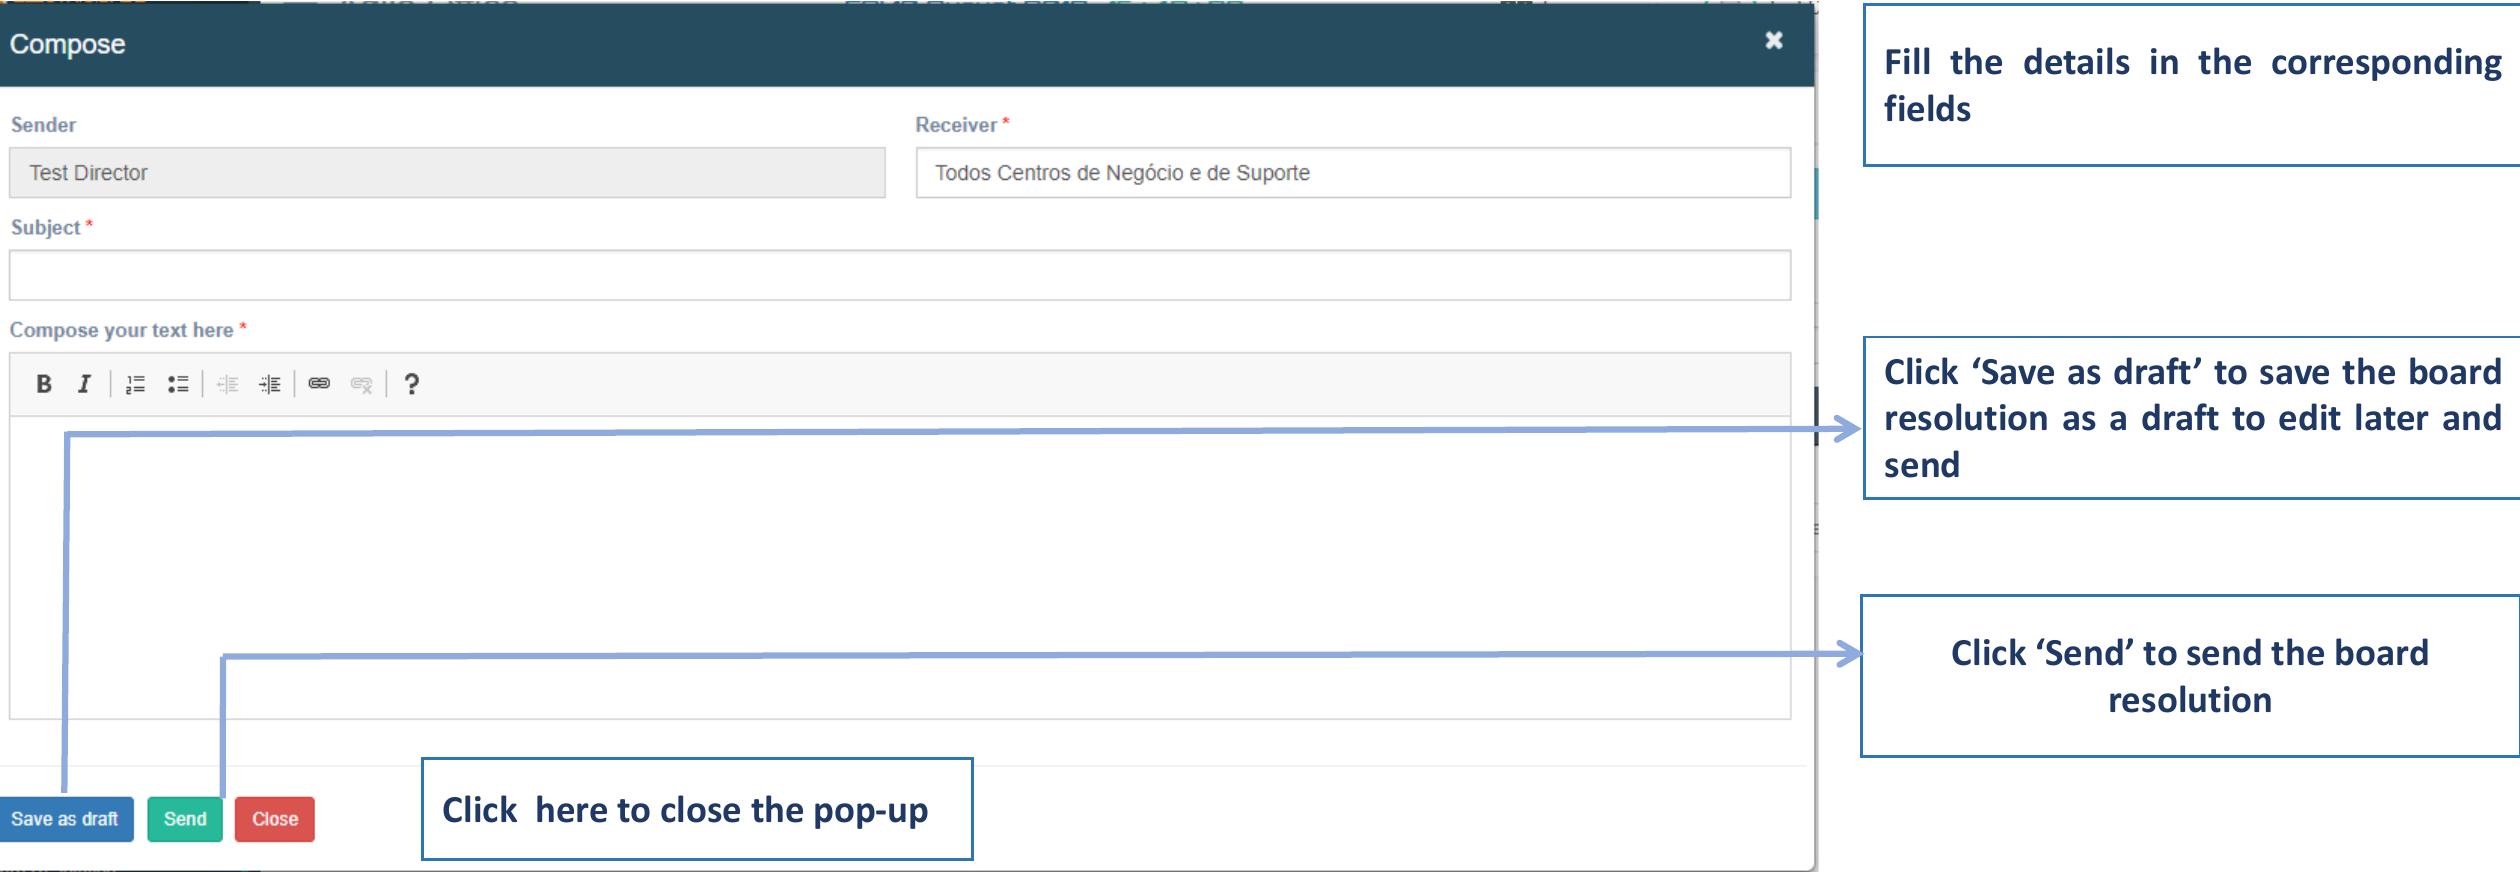 Compose
Sender
Receiver *
Test Director
Todos Centros de Negócio e de Suporte
Subject *
Compose your text here *
B I ?
Save as draft
Send
Close
Click here to close the pop-up
Fill the details in the corresponding
fields
Click ‘Save as draft’ to save the board
resolution as a draft to edit later and
send
Click ‘Send’ to send the board
resolution